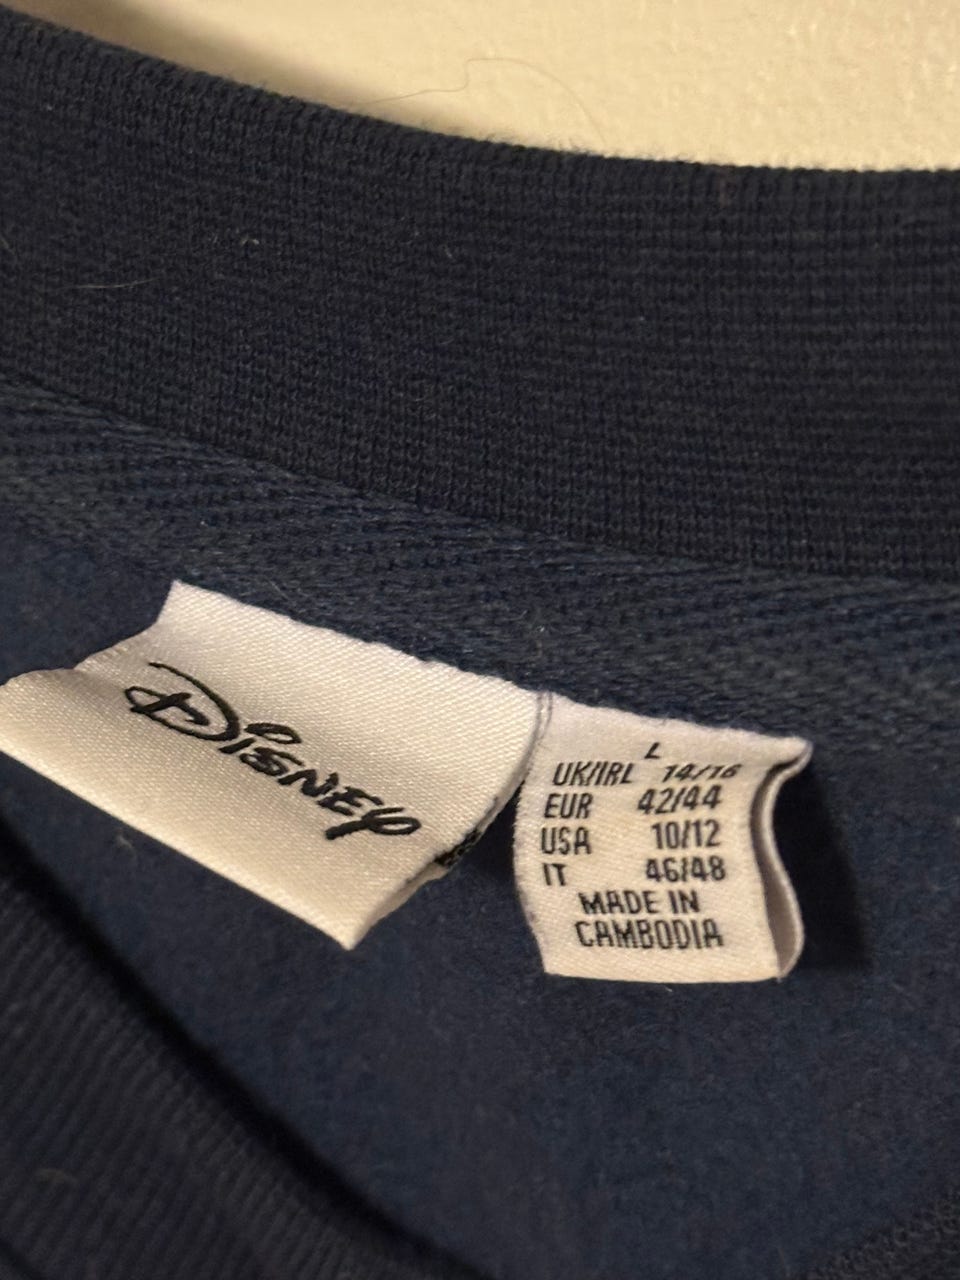 Disney
L
UK/IRL 14/16
EUR 42/44
USA 10/12
IT 46/48
MADE IN
CAMBODIA